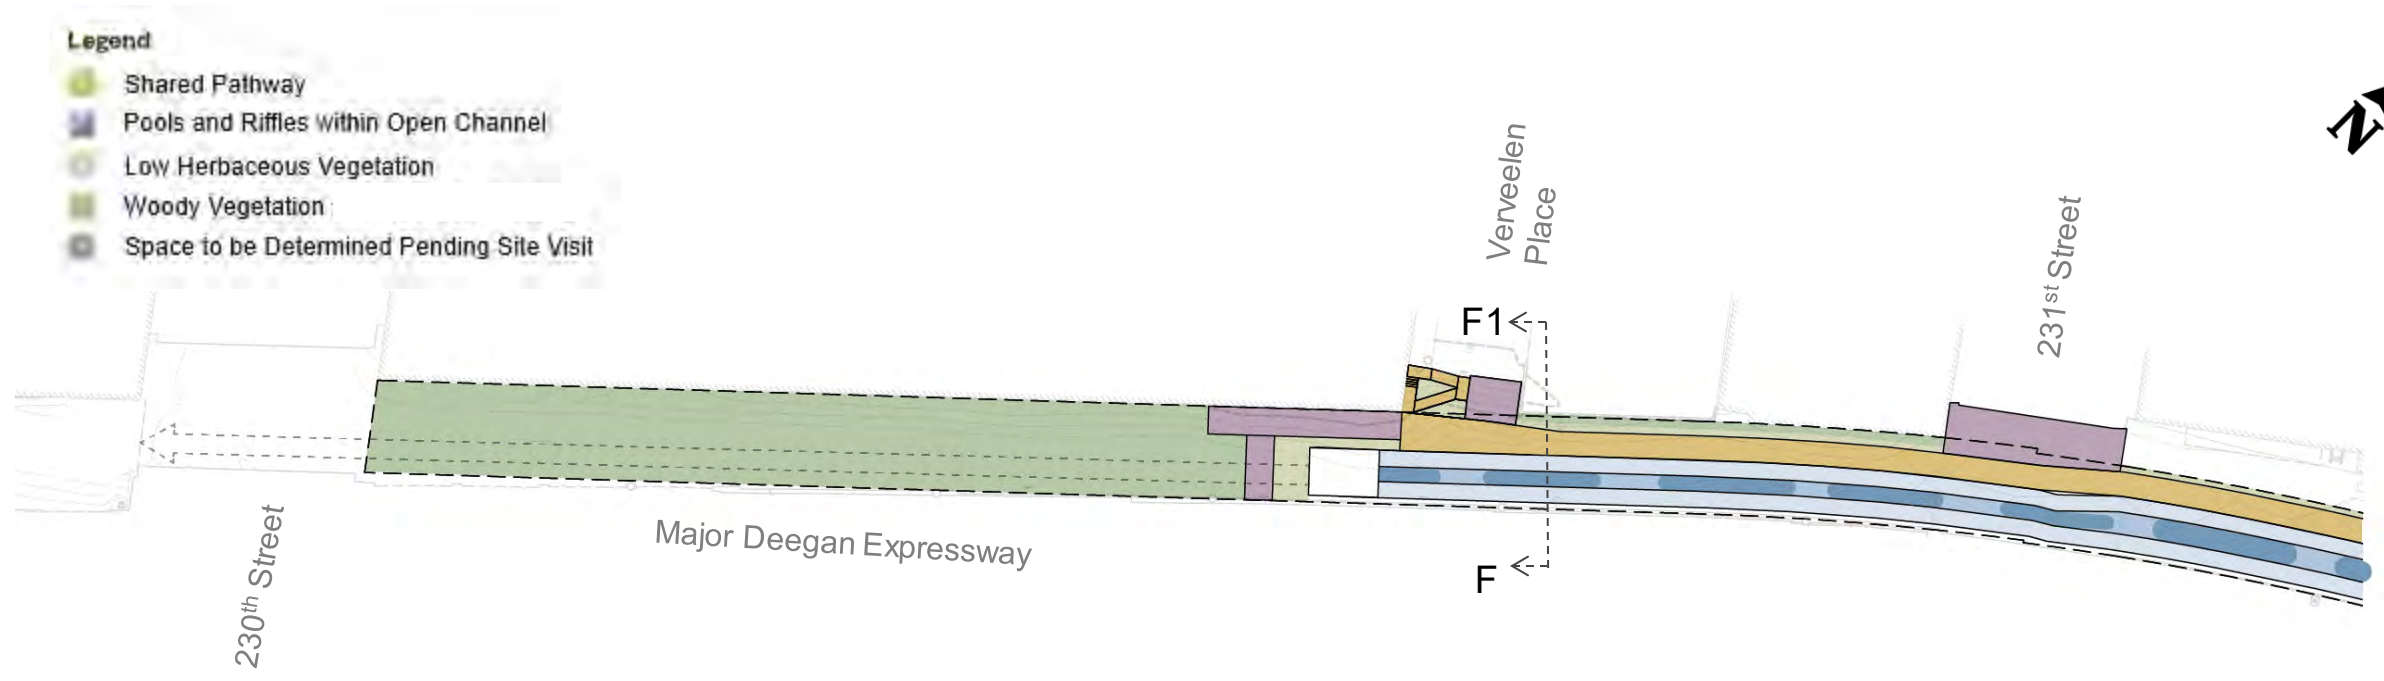 Legend
Shared Pathway
Pools and Riffles within Open Channel
Low Herbaceous Vegetation
Woody Vegetation
Space to be Determined Pending Site Visit
N
Verveelen
Place
231st Street
F1
F
Major Deegan Expressway
230th Street